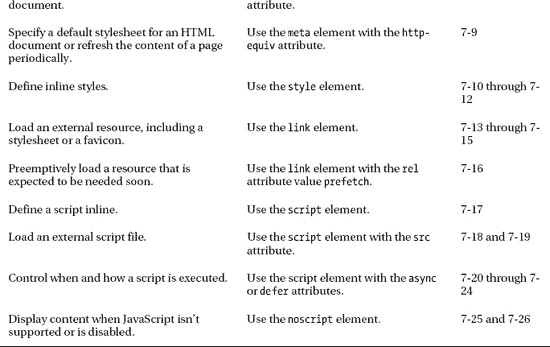 document.
attribute.
Specify a default stylesheet for an HTML
document or refresh the content of a page
periodically.
Use the meta element with the http-
equiv attribute.
7-9
Define inline styles.
Use the style element.
7-10 through 7-
12
Load an external resource, including a
stylesheet or a favicon.
Use the link element.
7-13 through 7-
15
Preemptively load a resource that is
expected to be needed soon.
Use the link element with the rel
attribute value prefetch.
7-16
Define a script inline.
Use the script element.
7-17
Load an external script file.
Use the script element with the src
attribute.
7-18 and 7-19
Control when and how a script is executed.
Use the script element with the async
or defer attributes.
7-20 through 7-
24
Display content when JavaScript isn't
supported or is disabled.
Use the noscript element.
7-25 and 7-26